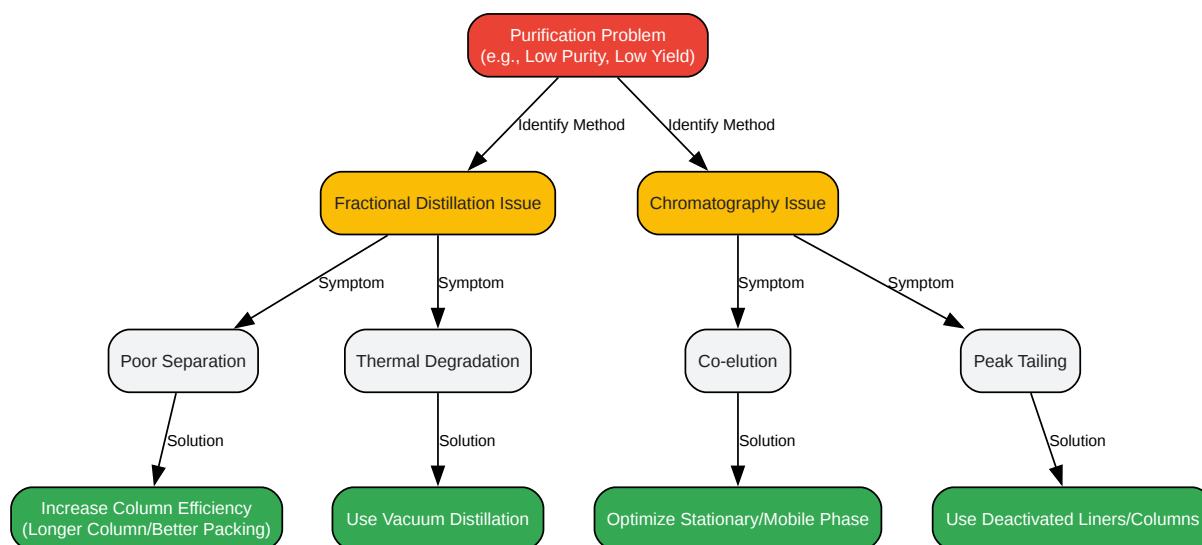 Purification Problem
(e.g., Low Purity, Low Yield)
Identify Method
Identify Method
Fractional Distillation Issue
Chromatography Issue
Symptom
Symptom
Symptom
Symptom
Poor Separation
Thermal Degradation
Co-elution
Peak Tailing
Solution
Solution
Solution
Solution
Increase Column Efficiency
(Longer Column/Better Packing)
Use Vacuum Distillation
Optimize Stationary/Mobile Phase
Use Deactivated Liners/Columns